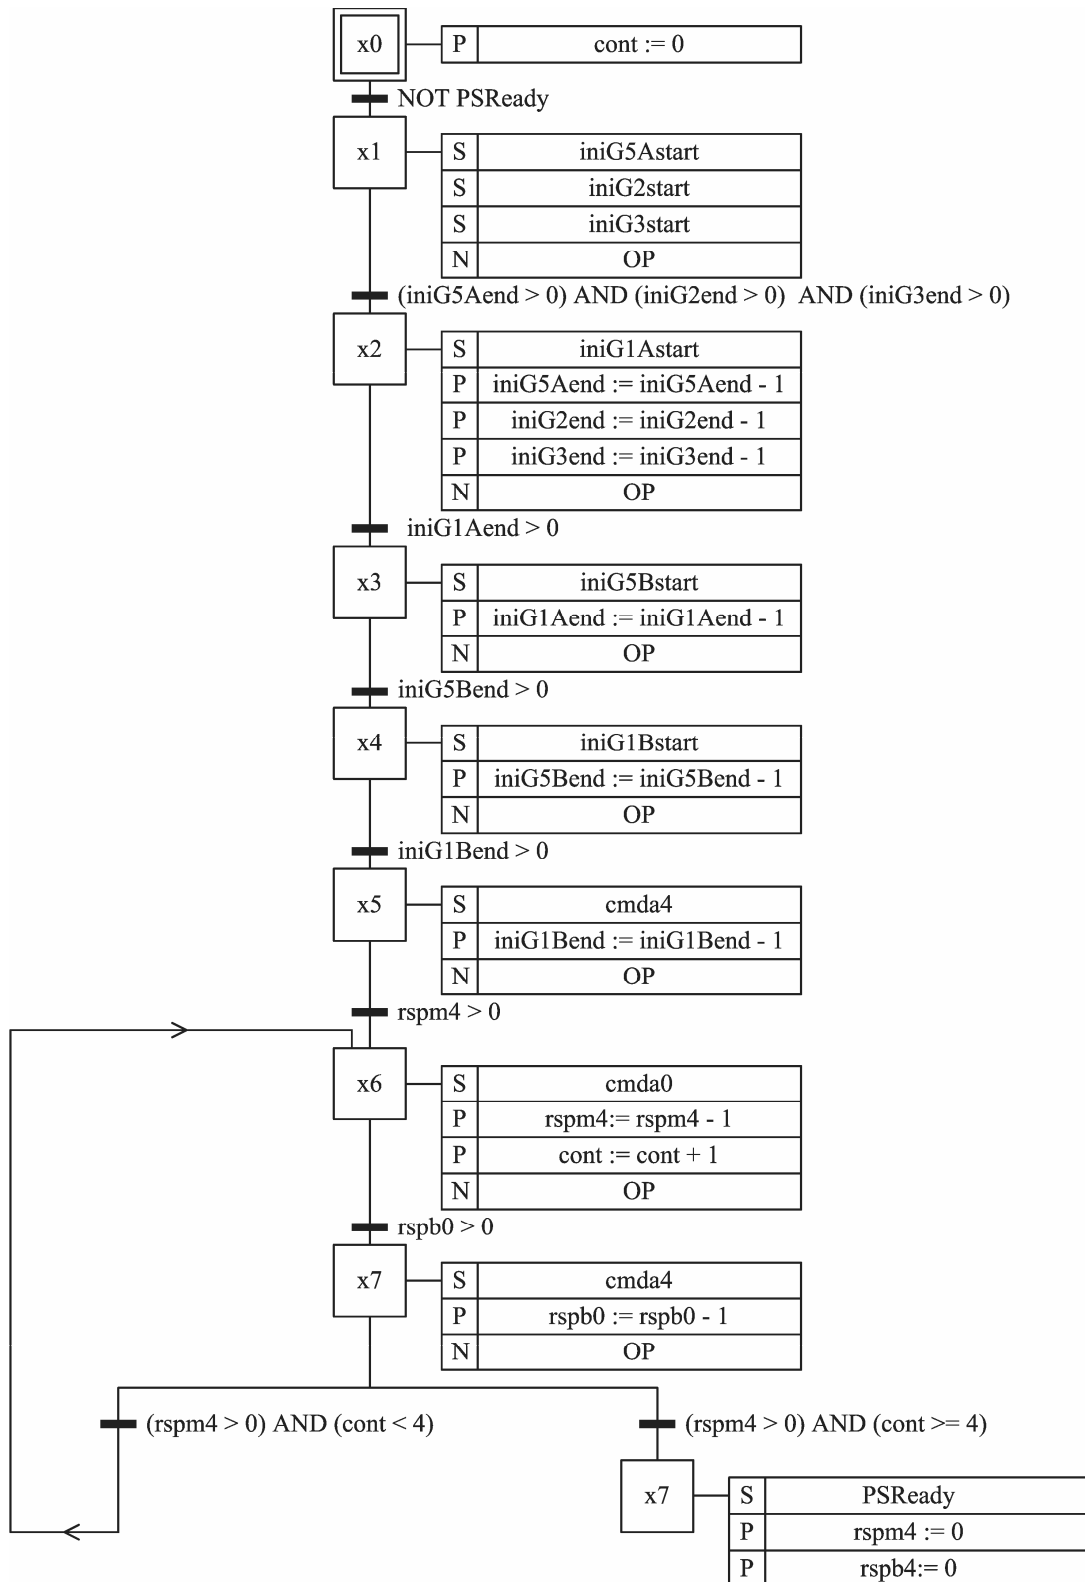 x0 P cont := 0
NOT PSReady
x1 S iniG5Astart
S iniG2start
S iniG3start
N OP
(iniG5Aend > 0) AND (iniG2end > 0) AND (iniG3end > 0)
x2 S iniG1Astart
P iniG5Aend := iniG5Aend - 1
P iniG2end := iniG2end - 1
P iniG3end := iniG3end - 1
N OP
iniG1Aend > 0
x3 S iniG5Bstart
P iniG1Aend := iniG1Aend - 1
N OP
iniG5Bend > 0
x4 S iniG1Bstart
P iniG5Bend := iniG5Bend - 1
N OP
iniG1Bend > 0
x5 S cmda4
P iniG1Bend := iniG1Bend - 1
N OP
rspm4 > 0
x6 S cmda0
P rspm4:= rspm4 - 1
P cont := cont + 1
N OP
rspb0 > 0
x7 S cmda4
P rspb0 := rspb0 - 1
N OP
(rspm4 > 0) AND (cont < 4) (rspm4 > 0) AND (cont >= 4)
x7 S PSReady
P rspm4 := 0
P rspb4:= 0